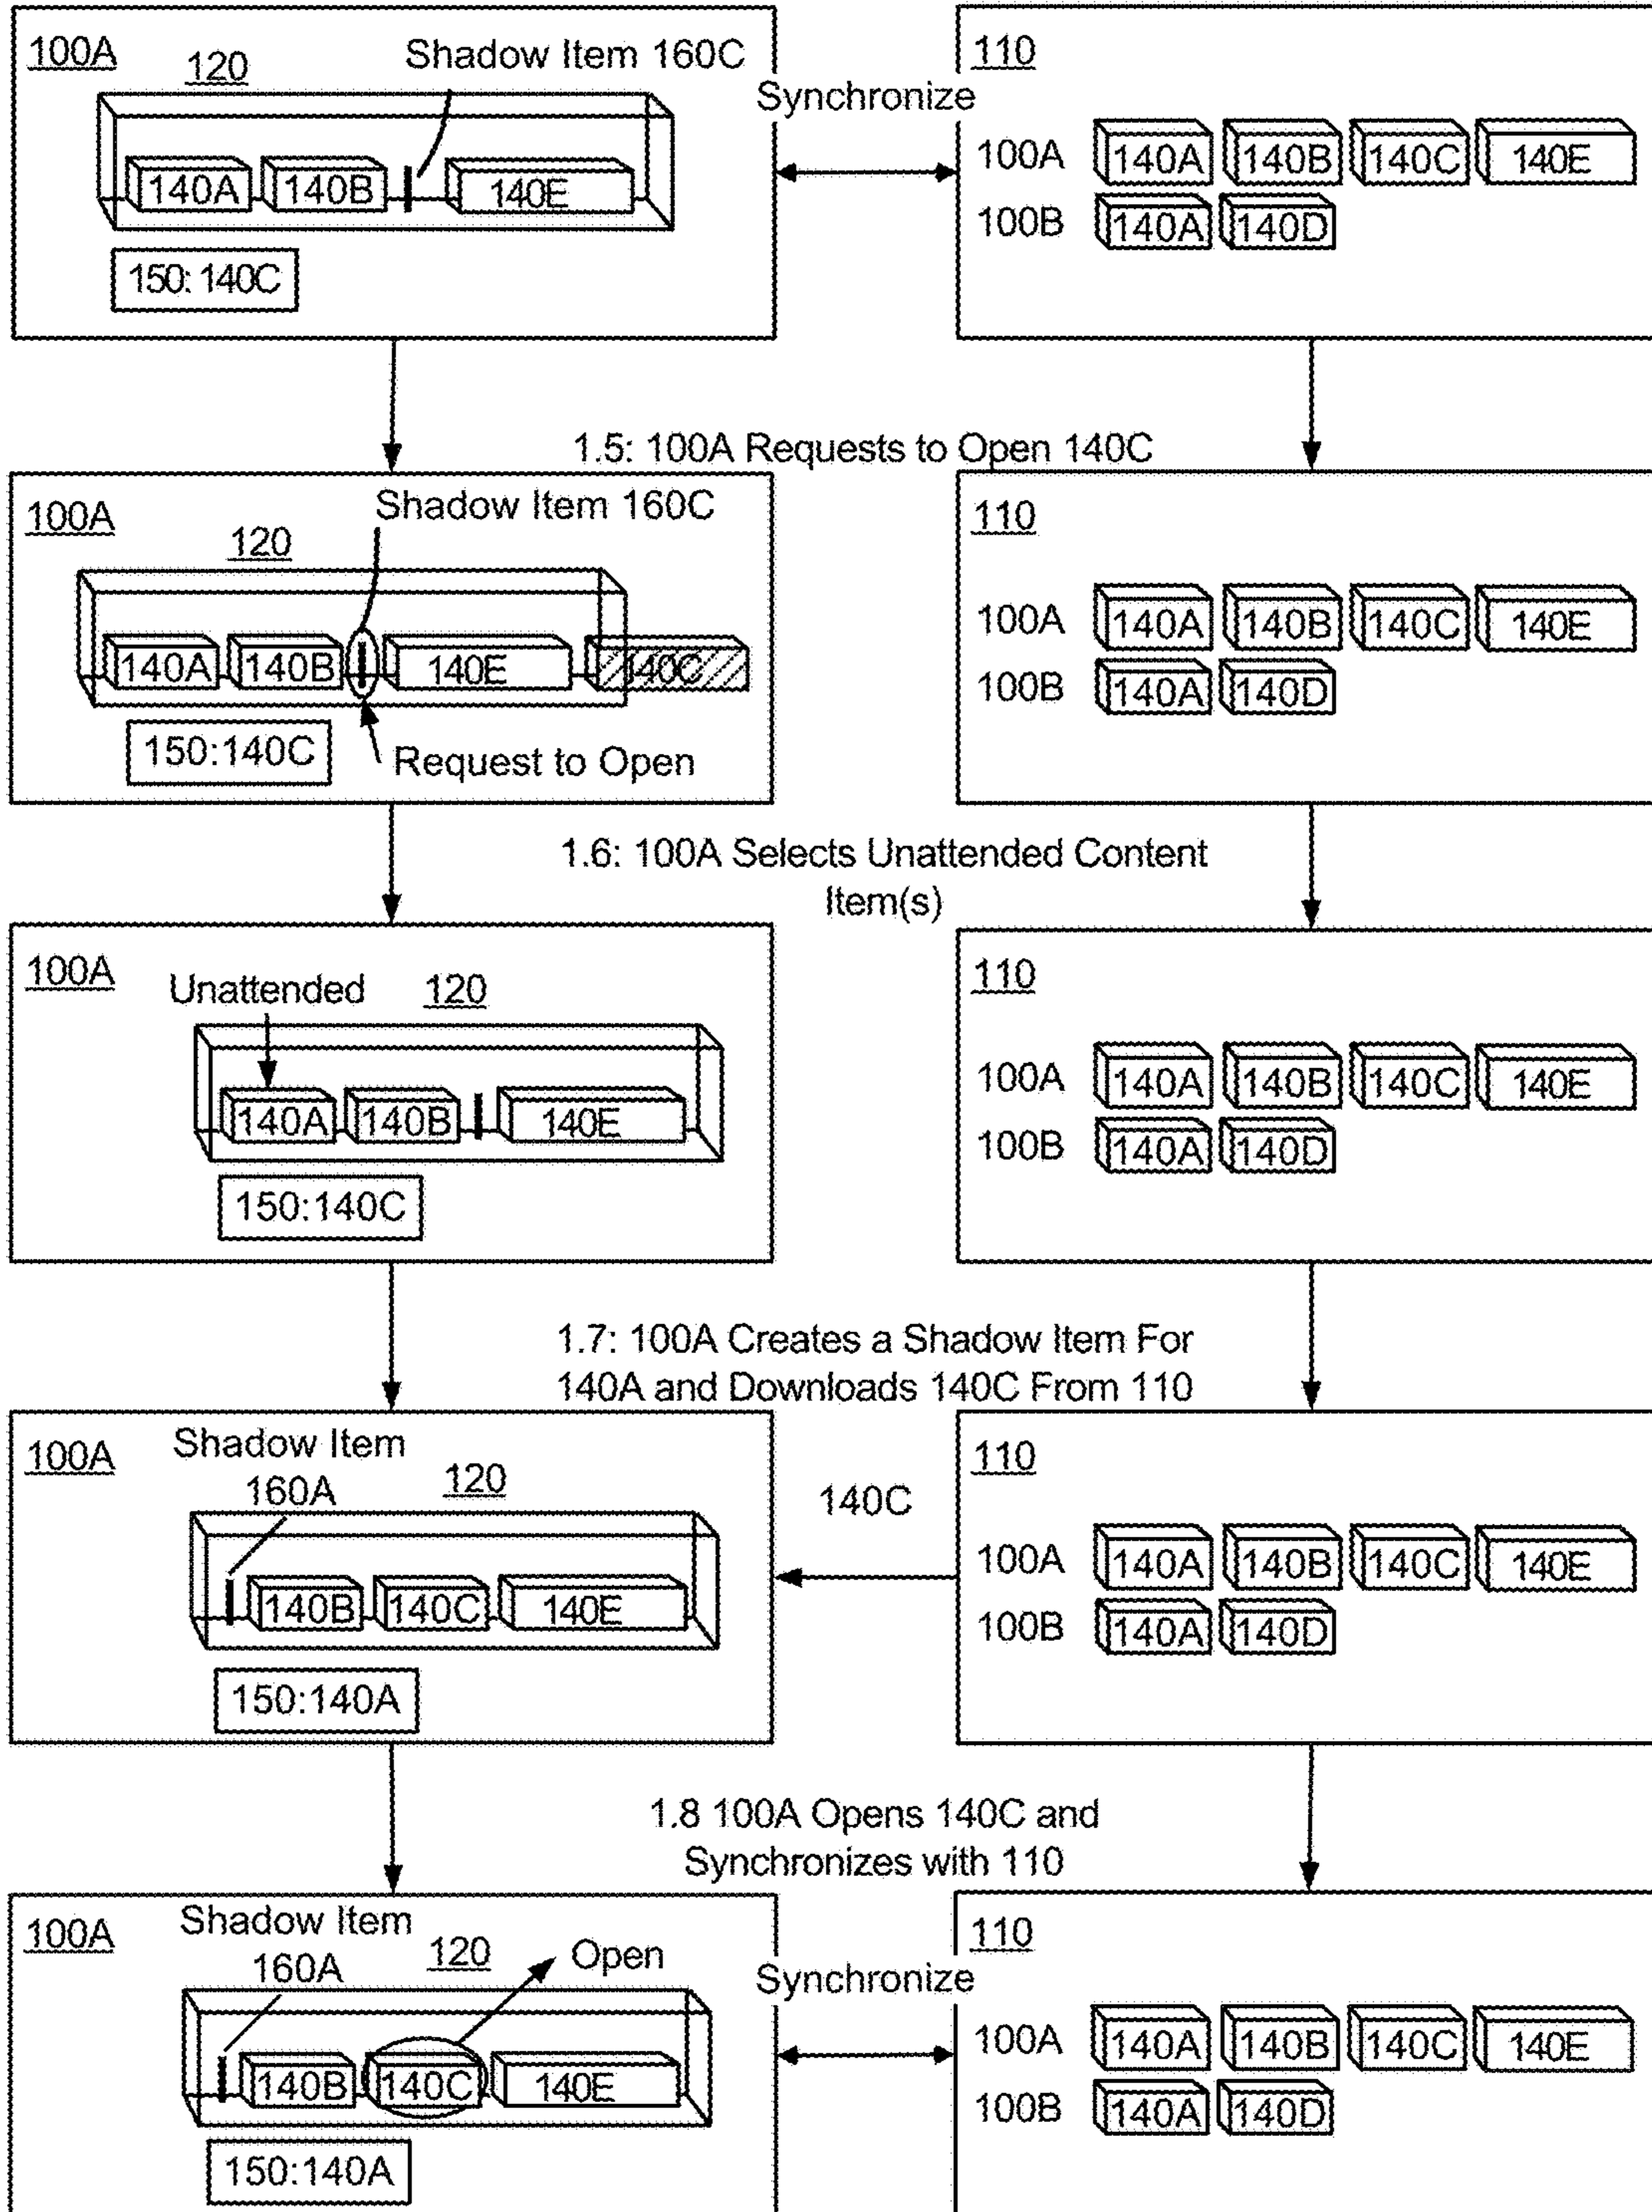 100A
120
Shadow Item 160C
140A
140B
140E
150:140C
Synchronize
110
100A
140A
140B
140C
140E
100B
140A
140D
1.5: 100A Requests to Open 140C
100A
Shadow Item 160C
120
140A
140B
140E
140C
150:140C
Request to Open
110
100A
140A
140B
140C
140E
100B
140A
140D
1.6: 100A Selects Unattended Content
Item(s)
100A
Unattended
120
140A
140B
140E
150:140C
110
100A
140A
140B
140C
140E
100B
140A
140D
1.7: 100A Creates a Shadow Item For
140A and Downloads 140C From 110
100A
Shadow Item
160A
120
140B
140C
140E
150:140A
140C
110
100A
140A
140B
140C
140E
100B
140A
140D
1.8 100A Opens 140C and
Synchronizes with 110
100A
Shadow Item
160A
120
Open
140B
140C
140E
150:140A
Synchronize
110
100A
140A
140B
140C
140E
100B
140A
140D